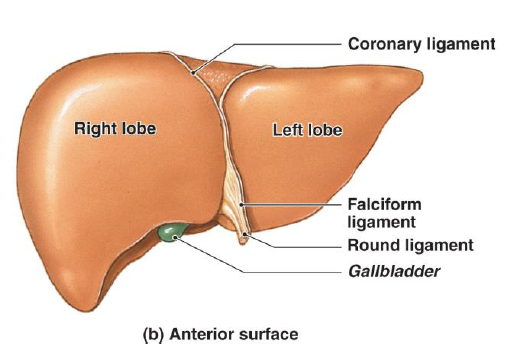 Coronary ligament
Right lobe
Left lobe
Falciform
ligament
Round ligament
Gallbladder
(b) Anterior surface